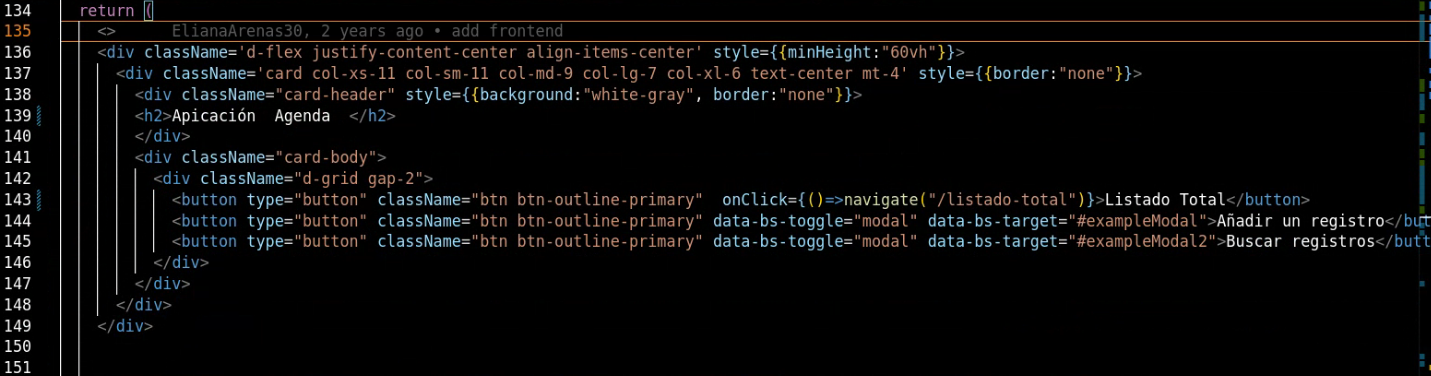 134 return (
135 <> ElianaArenas30, 2 years ago • add frontend
136 <div className='d-flex justify-content-center align-items-center' style={{minHeight:"60vh"}}>
137 <div className='card col-xs-11 col-sm-11 col-md-9 col-lg-7 col-xl-6 text-center mt-4' style={{border:"none"}}>
138 <div className="card-header" style={{background:"white-gray", border:"none"}}>
139 <h2>Apicación  Agenda  </h2>
140 </div>
141 <div className="card-body">
142 <div className="d-grid gap-2">
143 <button type="button" className="btn btn-outline-primary"  onClick={()=>navigate("/listado-total")}>Listado Total</button>
144 <button type="button" className="btn btn-outline-primary" data-bs-toggle="modal" data-bs-target="#exampleModal">Añadir un registro</but
145 <button type="button" className="btn btn-outline-primary" data-bs-toggle="modal" data-bs-target="#exampleModal2">Buscar registros</butt
146 </div>
147 </div>
148 </div>
149 </div>
150
151